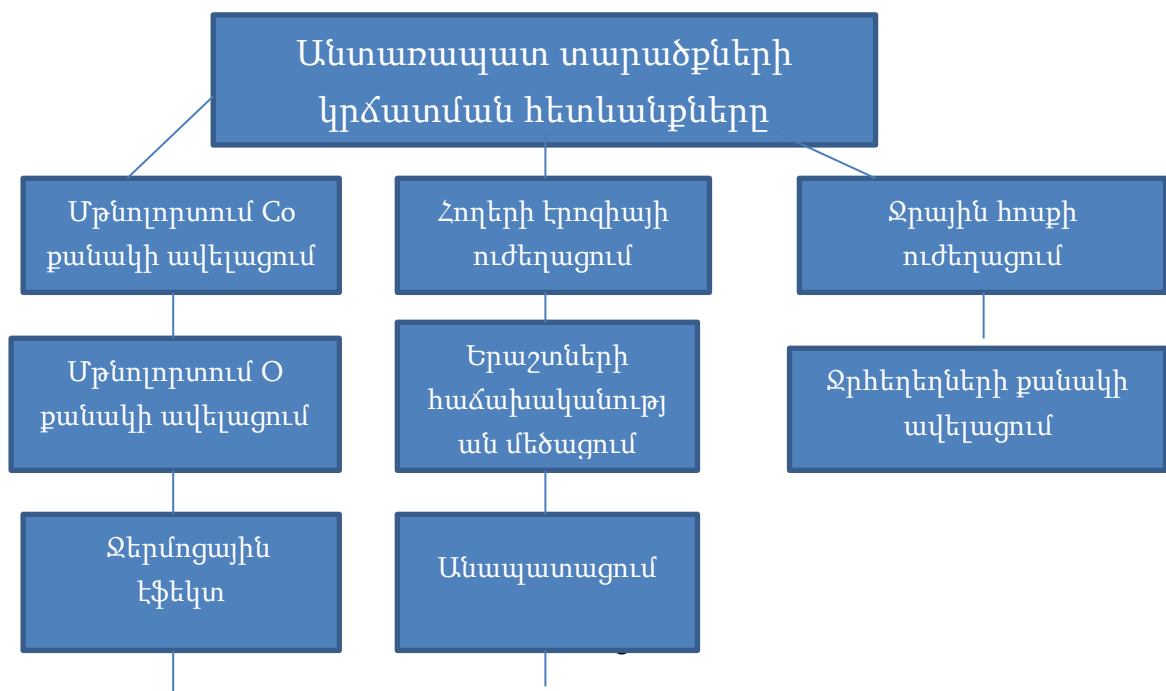 Անտառապատ տարածքների
կրճատման հետևանքները
Մթնոլորտում Co
քանակի ավելացում
Հողերի էրոզիայի
ուժեղացում
Ջրային հոսքի
ուժեղացում
Մթնոլորտում O
քանակի ավելացում
Երաշտների
հաճախականությ
ան մեծացում
Ջրհեղեղների քանակի
ավելացում
Ջերմոցային
էֆեկտ
Անապատացում